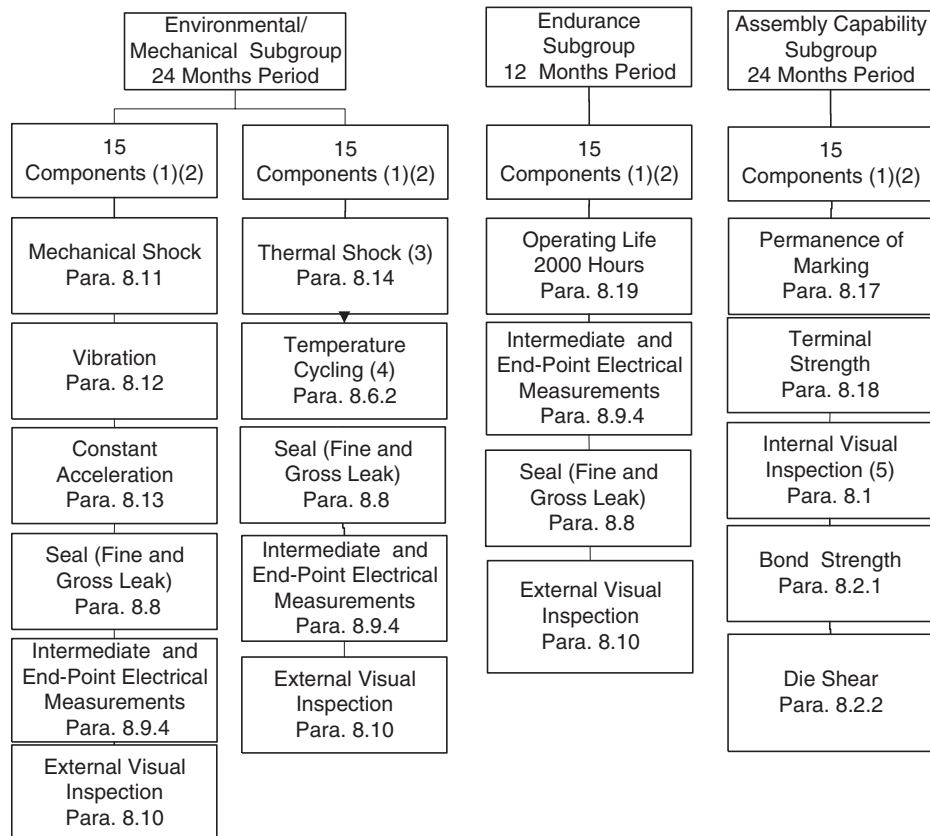 Environmental/
Mechanical Subgroup
24 Months Period
15
Components (1)(2)
Mechanical Shock
Para. 8.11
Vibration
Para. 8.12
Constant
Acceleration
Para. 8.13
Seal (Fine and
Gross Leak)
Para. 8.8
Intermediate and
End-Point Electrical
Measurements
Para. 8.9.4
External Visual
Inspection
Para. 8.10
15
Components (1)(2)
Thermal Shock (3)
Para. 8.14
Temperature
Cycling (4)
Para. 8.6.2
Seal (Fine and
Gross Leak)
Para. 8.8
Intermediate and
End-Point Electrical
Measurements
Para. 8.9.4
External Visual
Inspection
Para. 8.10
Endurance
Subgroup
12 Months Period
15
Components (1)(2)
Operating Life
2000 Hours
Para. 8.19
Intermediate and
End-Point Electrical
Measurements
Para. 8.9.4
Seal (Fine and
Gross Leak)
Para. 8.8
External Visual
Inspection
Para. 8.10
Assembly Capability
Subgroup
24 Months Period
15
Components (1)(2)
Permanence of
Marking
Para. 8.17
Terminal
Strength
Para. 8.18
Internal Visual
Inspection (5)
Para. 8.1
Bond Strength
Para. 8.2.1
Die Shear
Para. 8.2.2